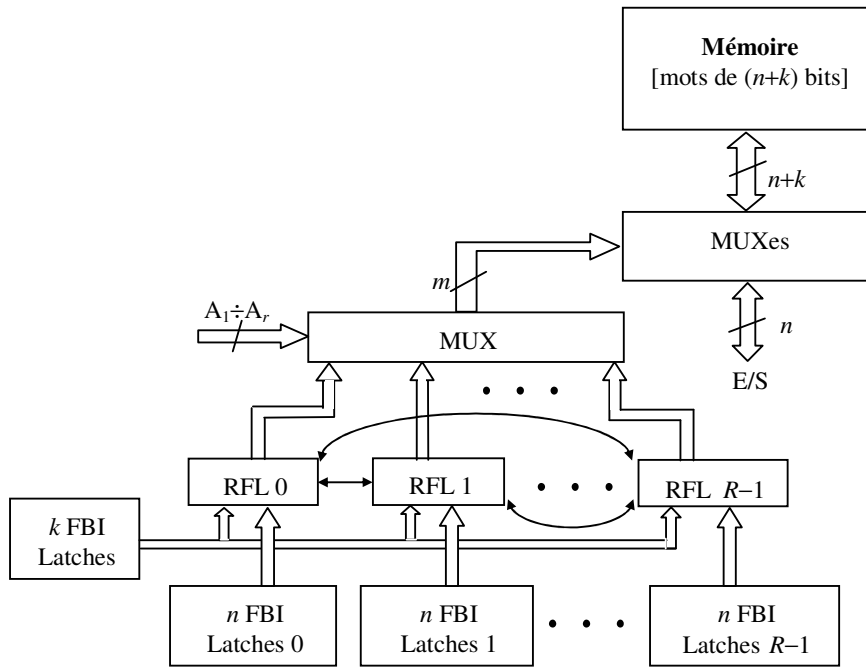 Mémoire
[mots de (n+k) bits]
n+k
MUXes
m
n
A₁÷Aᵣ
MUX
E/S
• • •
RFL 0
RFL 1
• • •
RFL R−1
k FBI
Latches
n FBI
Latches 0
n FBI
Latches 1
• • •
n FBI
Latches R−1